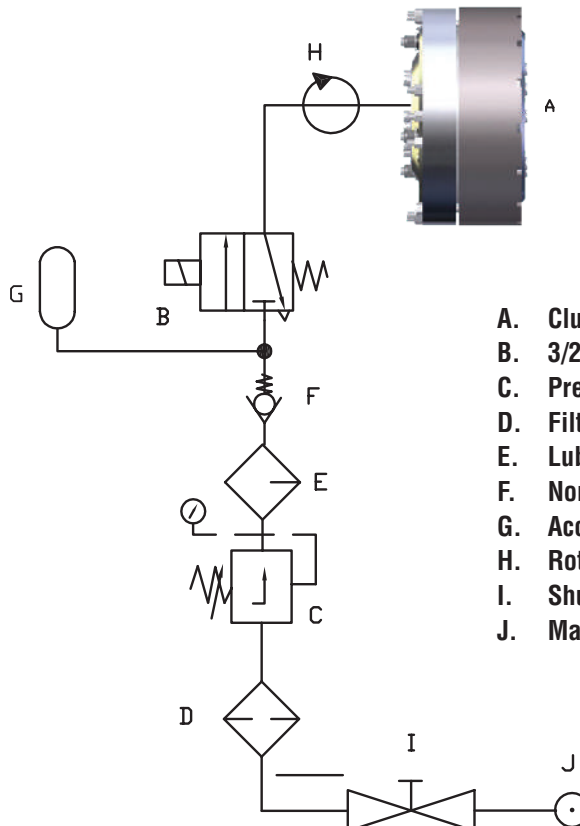 H
A
G
B
F
E
C
D
I
J
A. Clu
B. 3/2
C. Pre
D. Filt
E. Lub
F. Nor
G. Acc
H. Rot
I. Shu
J. Ma